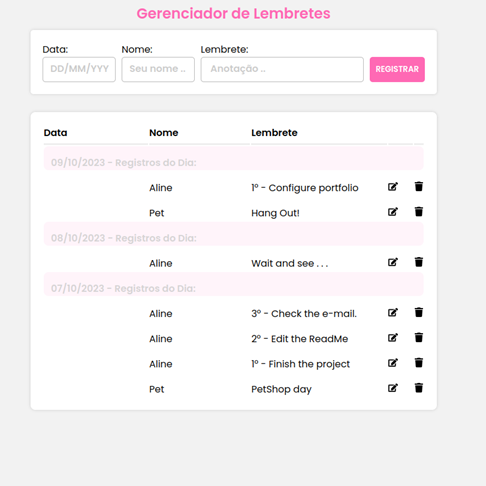 Gerenciador de Lembretes
Data: Nome: Lembrete:
DD/MM/YYY Seu nome .. Anotação .. REGISTRAR
Data Nome Lembrete
09/10/2023 - Registros do Dia:
Aline 1º - Configure portfolio
Pet Hang Out!
08/10/2023 - Registros do Dia:
Aline Wait and see . . .
07/10/2023 - Registros do Dia:
Aline 3º - Check the e-mail.
Aline 2º - Edit the ReadMe
Aline 1º - Finish the project
Pet PetShop day